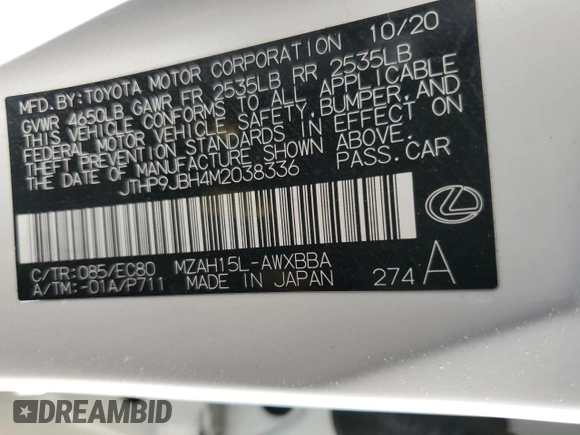 10/20
MFD. BY: TOYOTA MOTOR CORPORATION
GVWR 4650LB GAWR FR 2535LB RR 2535LB
THIS VEHICLE CONFORMS TO ALL APPLICABLE
FEDERAL MOTOR VEHICLE SAFETY, BUMPER, AND
THEFT PREVENTION STANDARDS IN EFFECT ON
THE DATE OF MANUFACTURE SHOWN ABOVE.
JTHP9JBH4M2038336 PASS. CAR
C/TR: 085/EC80 MZAH15L-AWXBBA
A/TM: -01A/P711 MADE IN JAPAN 274 A
DREAMBID